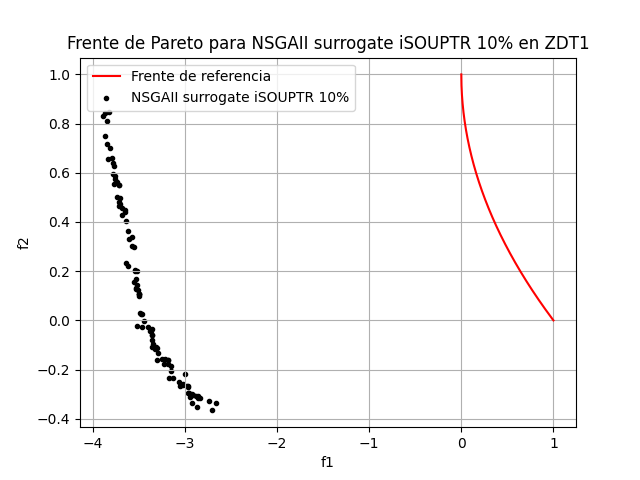 Frente de Pareto para NSGAII surrogate iSOUPTR 10% en ZDT1
Frente de referencia
NSGAII surrogate iSOUPTR 10%
1.0
0.8
0.6
0.4
0.2
0.0
−0.2
−0.4
f2
−4
−3
−2
−1
0
1
f1